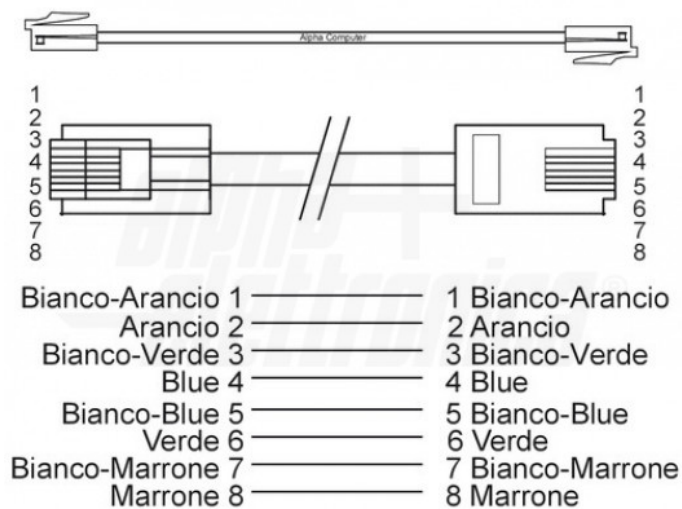 Alpha Computer
1 1
2 2
3 3
4 4
5 5
6 6
7 7
8 8
alpha
elettronica®
Bianco-Arancio 1 1 Bianco-Arancio
Arancio 2 2 Arancio
Bianco-Verde 3 3 Bianco-Verde
Blue 4 4 Blue
Bianco-Blue 5 5 Bianco-Blue
Verde 6 6 Verde
Bianco-Marrone 7 7 Bianco-Marrone
Marrone 8 8 Marrone